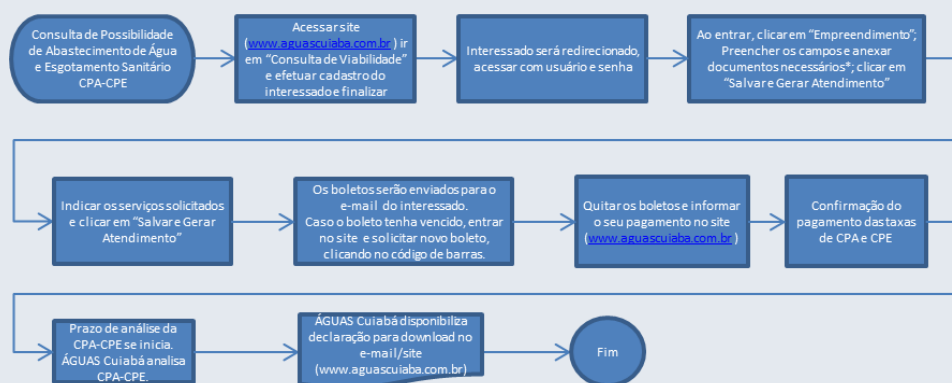 Consulta de Possibilidade
de Abastecimento de Água
e Esgotamento Sanitário
CPA-CPE
Acessar site
(www.aguascuiaba.com.br) ir
em "Consulta de Viabilidade"
e efetuar cadastro do
interessado e finalizar
Interessado será redirecionado,
acessar com usuário e senha
Ao entrar, clicar em "Empreendimento";
Preencher os campos e anexar
documentos necessários*; clicar em
"Salvar e Gerar Atendimento"
Indicar os serviços solicitados
e clicar em "Salvar e Gerar
Atendimento"
Os boletos serão enviados para o
e-mail do interessado.
Caso o boleto tenha vencido, entrar
no site e solicitar novo boleto,
clicando no código de barras.
Quitar os boletos e informar
o seu pagamento no site
(www.aguascuiaba.com.br)
Confirmação do
pagamento das taxas
de CPA e CPE
Prazo de análise da
CPA-CPE se inicia.
ÁGUAS Cuiabá analisa
CPA-CPE.
ÁGUAS Cuiabá disponibiliza
declaração para download no
e-mail/site
(www.aguascuiaba.com.br)
Fim